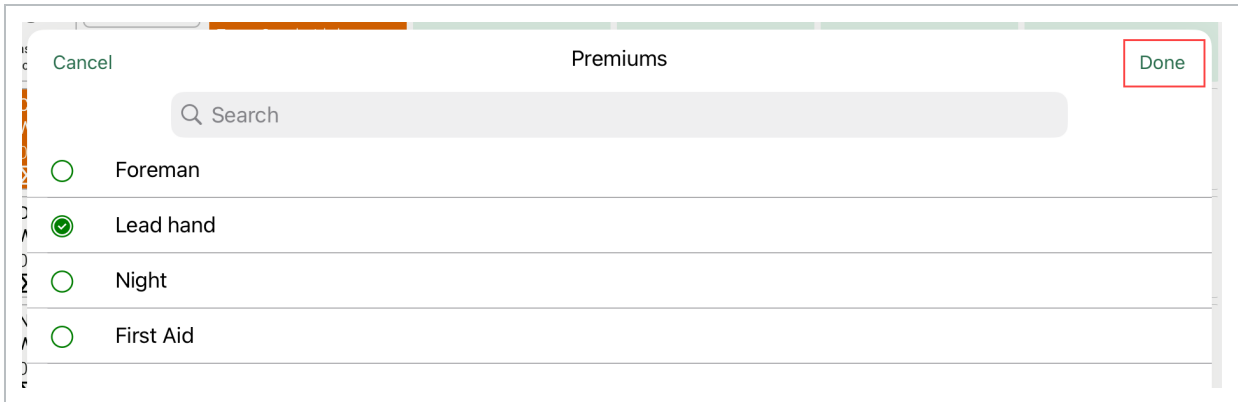 Cancel
Premiums
Done
Search
Foreman
Lead hand
Night
First Aid